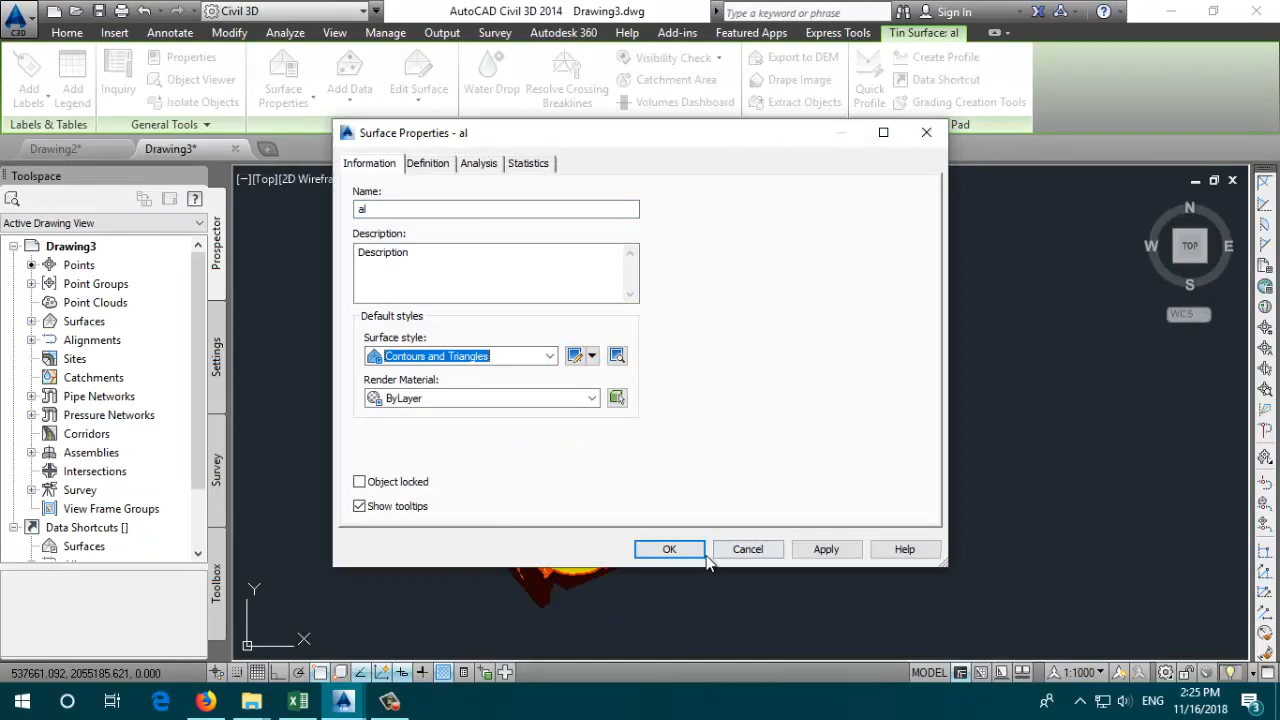 Civil 3D
AutoCAD Civil 3D 2014 Drawing3.dwg
Type a keyword or phrase
Sign In
C3D
Home Insert Annotate Modify Analyze View Manage Output Survey Autodesk 360 Help Add-ins Featured Apps Express Tools Tin Surface: al
Add Labels
Add Legend
Inquiry
Properties
Object Viewer
Isolate Objects
Surface Properties
Add Data
Edit Surface
Water Drop
Resolve Crossing Breaklines
Visibility Check
Catchment Area
Volumes Dashboard
Export to DEM
Drape Image
Extract Objects
Quick Profile
Create Profile
Data Shortcut
Grading Creation Tools
Labels & Tables
General Tools
Pad
Drawing2*
Drawing3*
Toolspace
Active Drawing View
Drawing3
Points
Point Groups
Point Clouds
Surfaces
Alignments
Sites
Catchments
Pipe Networks
Pressure Networks
Corridors
Assemblies
Intersections
Survey
View Frame Groups
Data Shortcuts []
Surfaces
Prospector
Settings
Survey
Toolbox
[−][Top][2D Wirefra
Surface Properties - al
Information Definition Analysis Statistics
Name:
al
Description:
Description
Default styles
Surface style:
Contours and Triangles
Render Material:
ByLayer
Object locked
Show tooltips
OK Cancel Apply Help
N
W TOP E
S
WCS
Y
X
537661.092, 2055185.621, 0.000
MODEL
1:1000
ENG
2:25 PM
11/16/2018
3